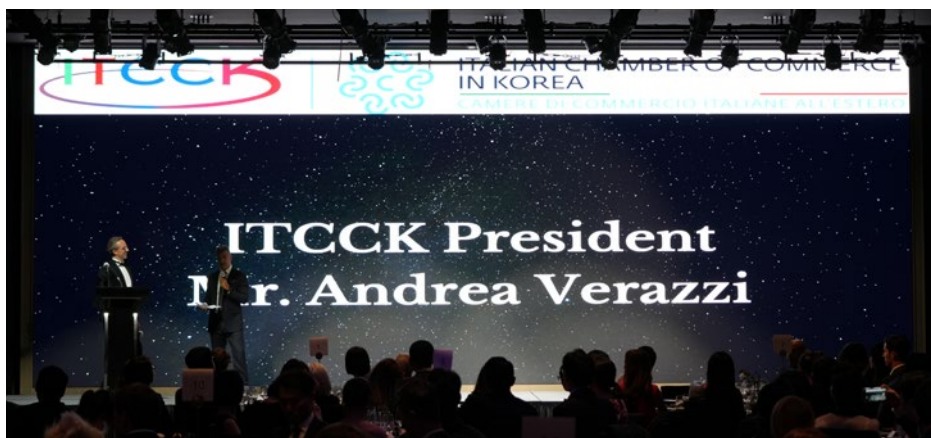 ITCCK
ITALIAN CHAMBER OF COMMERCE
IN KOREA
CAMERE DI COMMERCIO ITALIANE ALL'ESTERO
ITCCK President
Mr. Andrea Verazzi